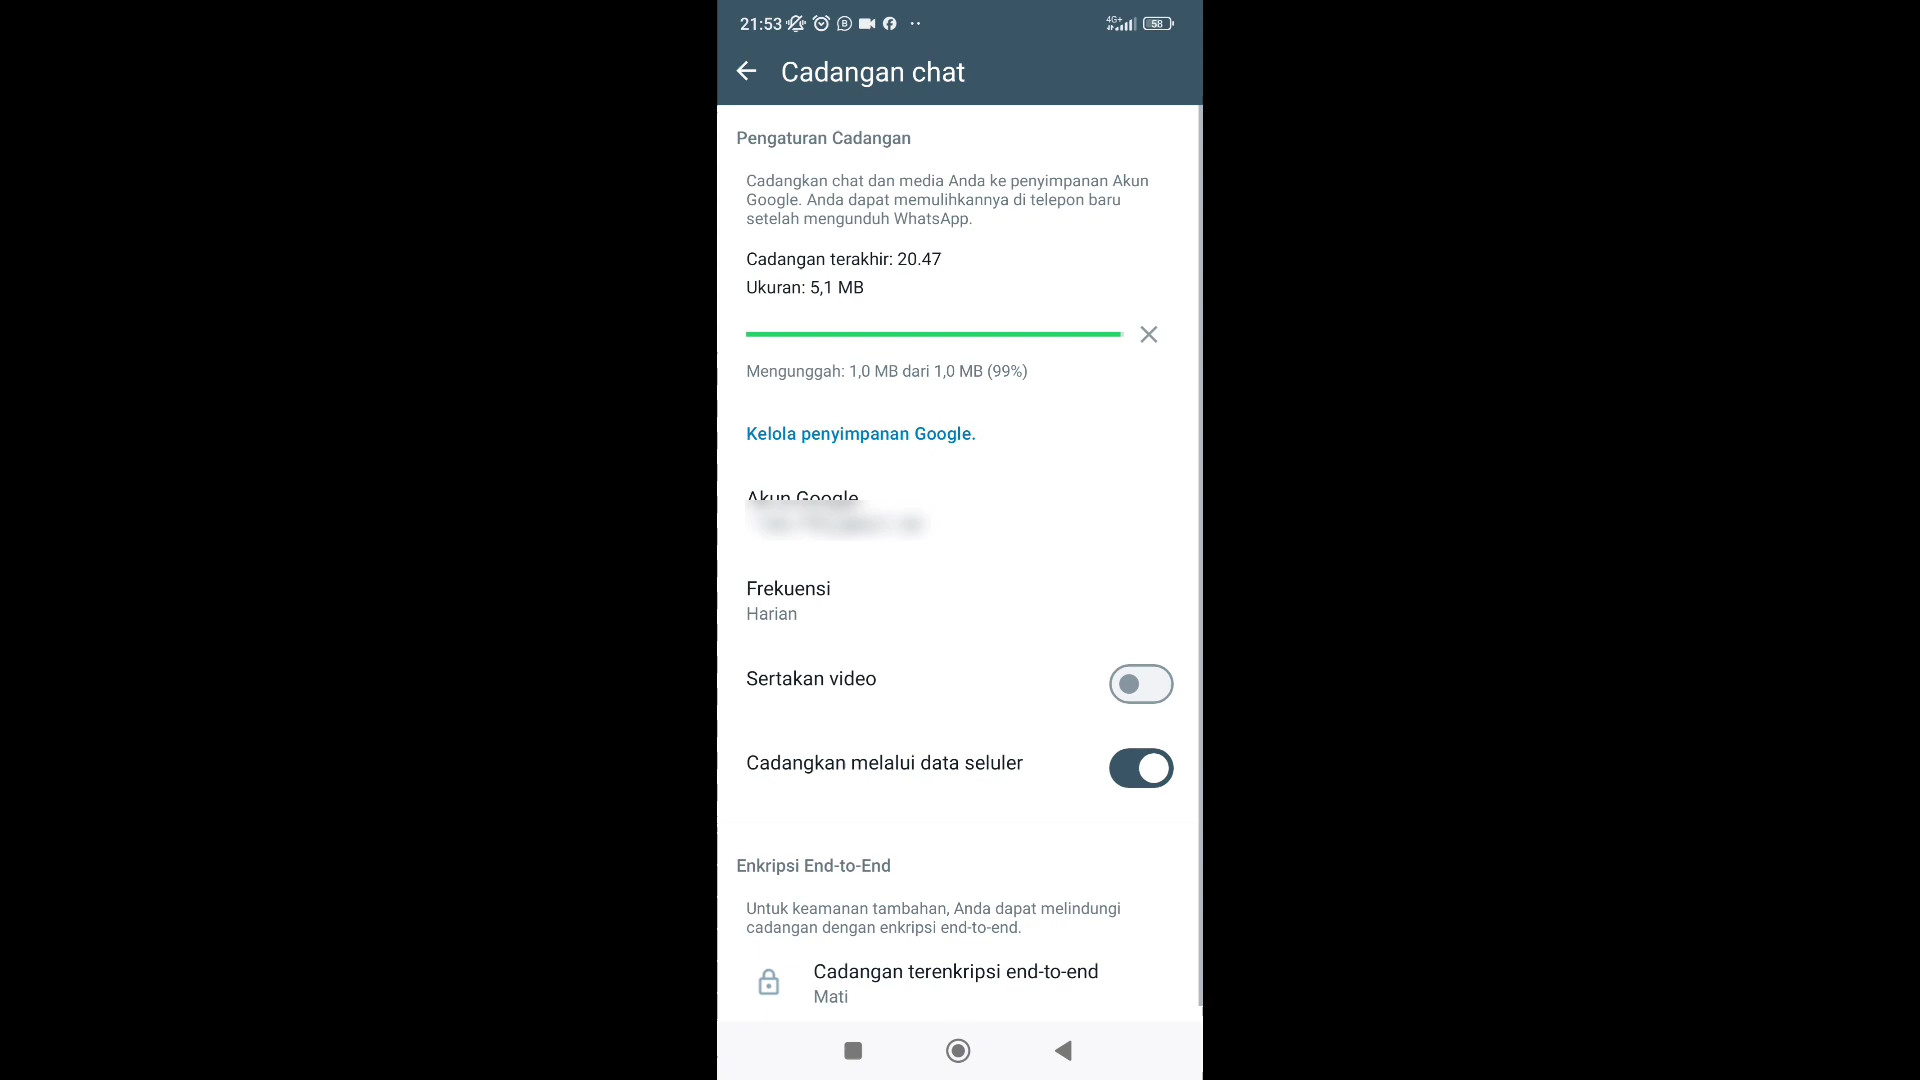 21:53
4G+
58
Cadangan chat
Pengaturan Cadangan
Cadangkan chat dan media Anda ke penyimpanan Akun
Google. Anda dapat memulihkannya di telepon baru
setelah mengunduh WhatsApp.
Cadangan terakhir: 20.47
Ukuran: 5,1 MB
Mengunggah: 1,0 MB dari 1,0 MB (99%)
Kelola penyimpanan Google.
Akun Google
Frekuensi
Harian
Sertakan video
Cadangkan melalui data seluler
Enkripsi End-to-End
Untuk keamanan tambahan, Anda dapat melindungi
cadangan dengan enkripsi end-to-end.
Cadangan terenkripsi end-to-end
Mati